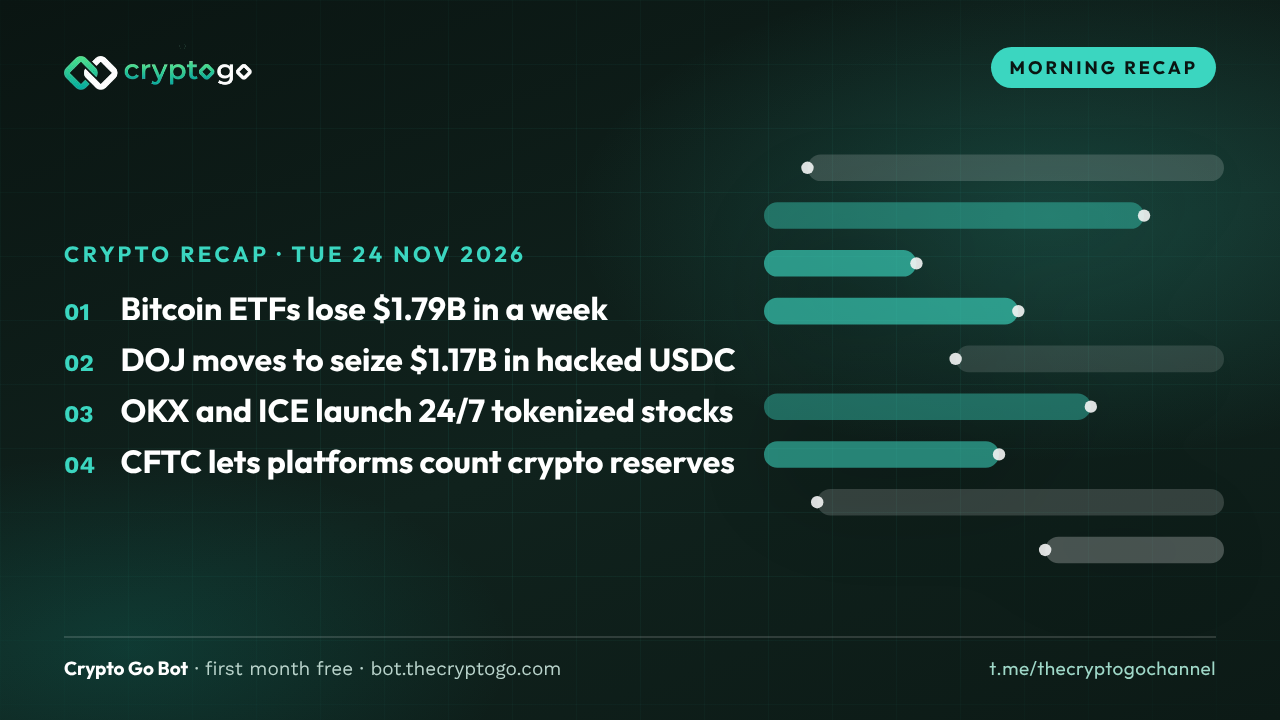 cryptogo
MORNING RECAP
CRYPTO RECAP · TUE 24 NOV 2026
01 Bitcoin ETFs lose $1.79B in a week
02 DOJ moves to seize $1.17B in hacked USDC
03 OKX and ICE launch 24/7 tokenized stocks
04 CFTC lets platforms count crypto reserves
Crypto Go Bot · first month free · bot.thecryptogo.com
t.me/thecryptogochannel